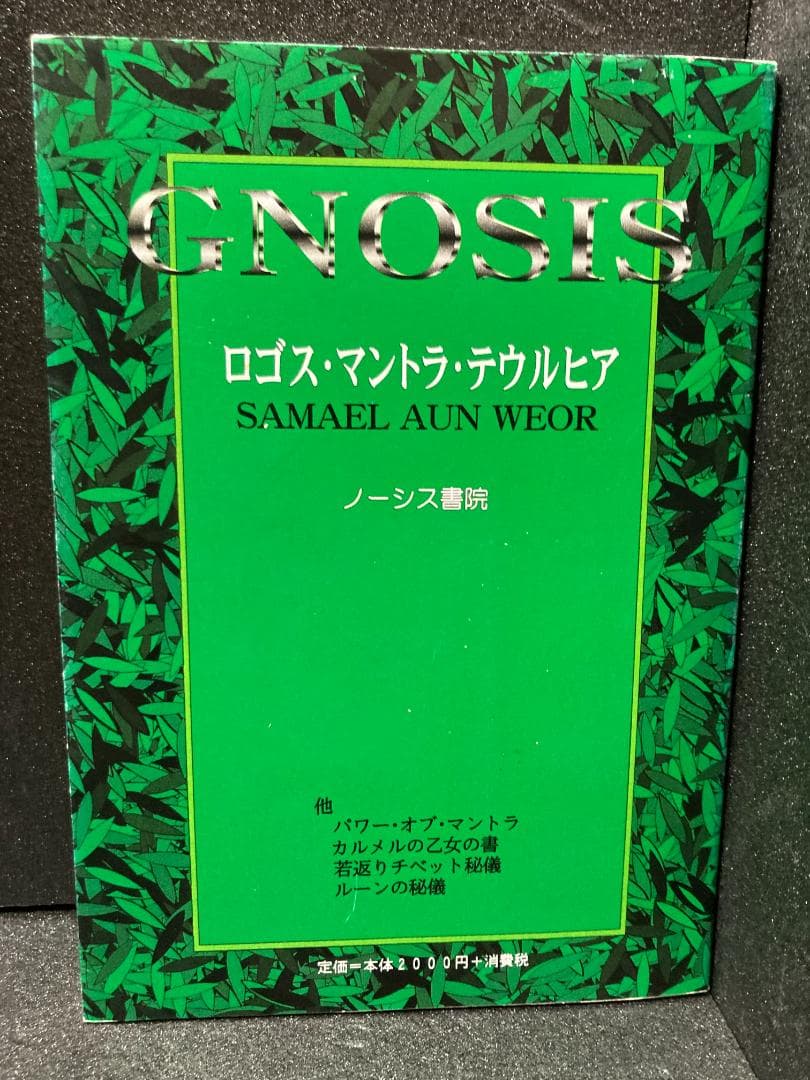 GNOSIS
ロゴス・マントラ・テウルヒア
SAMAEL AUN WEOR
ノーシス書院
他
パワー・オブ・マントラ
カルメルの乙女の書
若返りチベット秘儀
ルーンの秘儀
定価=本体2000円+消費税